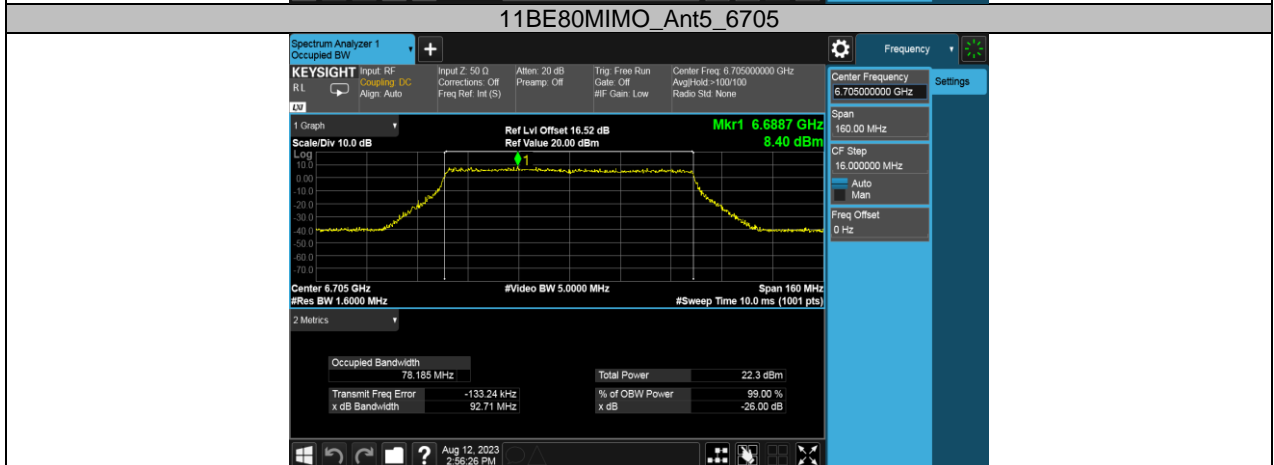 11BE80MIMO_Ant5_6705
Spectrum Analyzer 1
Occupied BW
+
Frequency
KEYSIGHT
R L
LXI
Input: RF
Coupling: DC
Align: Auto
Input Z: 50 Ω
Corrections: Off
Freq Ref: Int (S)
Atten: 20 dB
Preamp: Off
Trig: Free Run
Gate: Off
#IF Gain: Low
Center Freq: 6.705000000 GHz
Avg|Hold:>100/100
Radio Std: None
Center Frequency
6.705000000 GHz
Settings
Span
160.00 MHz
CF Step
16.000000 MHz
Auto
Man
Freq Offset
0 Hz
1 Graph
Scale/Div 10.0 dB
Ref Lvl Offset 16.52 dB
Ref Value 20.00 dBm
Mkr1 6.6887 GHz
8.40 dBm
Log
10.0
0.00
-10.0
-20.0
-30.0
-40.0
-50.0
-60.0
-70.0
1
Center 6.705 GHz
#Res BW 1.6000 MHz
#Video BW 5.0000 MHz
Span 160 MHz
#Sweep Time 10.0 ms (1001 pts)
2 Metrics
Occupied Bandwidth
78.185 MHz
Transmit Freq Error -133.24 kHz
x dB Bandwidth 92.71 MHz
Total Power 22.3 dBm
% of OBW Power 99.00 %
x dB -26.00 dB
?
Aug 12, 2023
2:56:26 PM